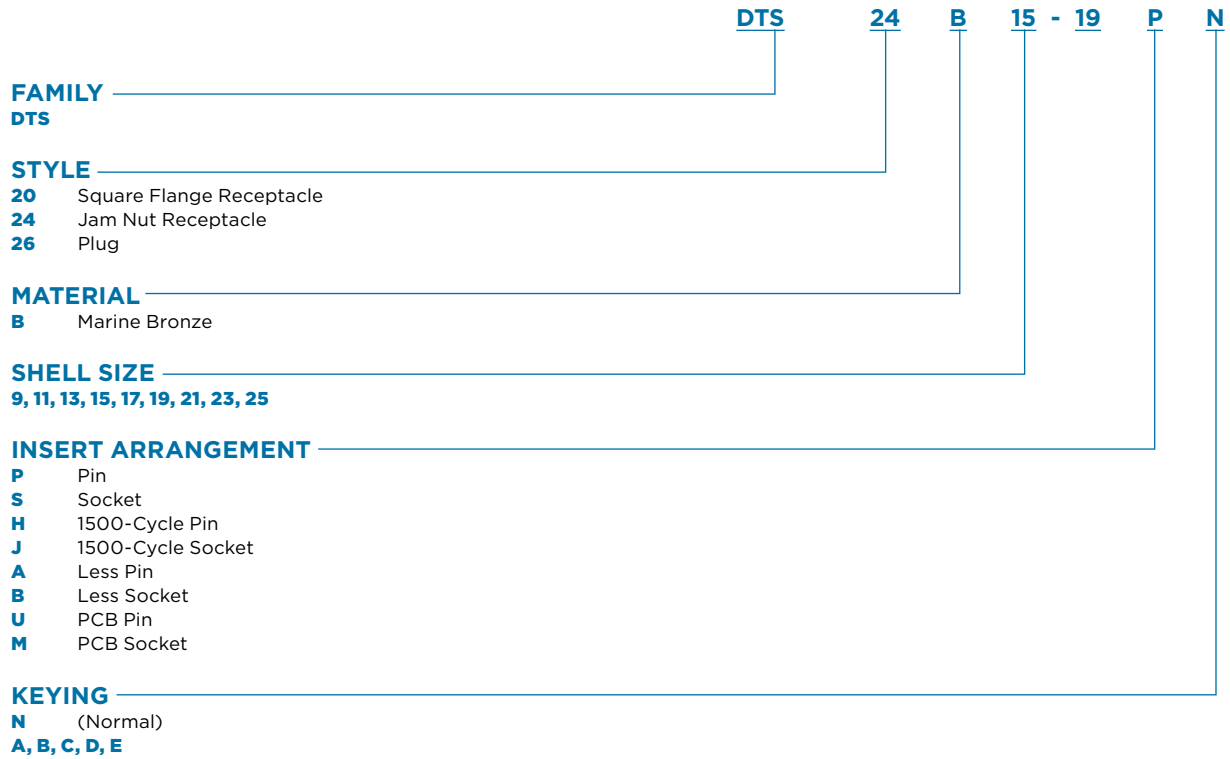 DTS 24 B 15 - 19 P N
FAMILY
DTS
STYLE
20 Square Flange Receptacle
24 Jam Nut Receptacle
26 Plug
MATERIAL
B Marine Bronze
SHELL SIZE
9, 11, 13, 15, 17, 19, 21, 23, 25
INSERT ARRANGEMENT
P Pin
S Socket
H 1500-Cycle Pin
J 1500-Cycle Socket
A Less Pin
B Less Socket
U PCB Pin
M PCB Socket
KEYING
N (Normal)
A, B, C, D, E